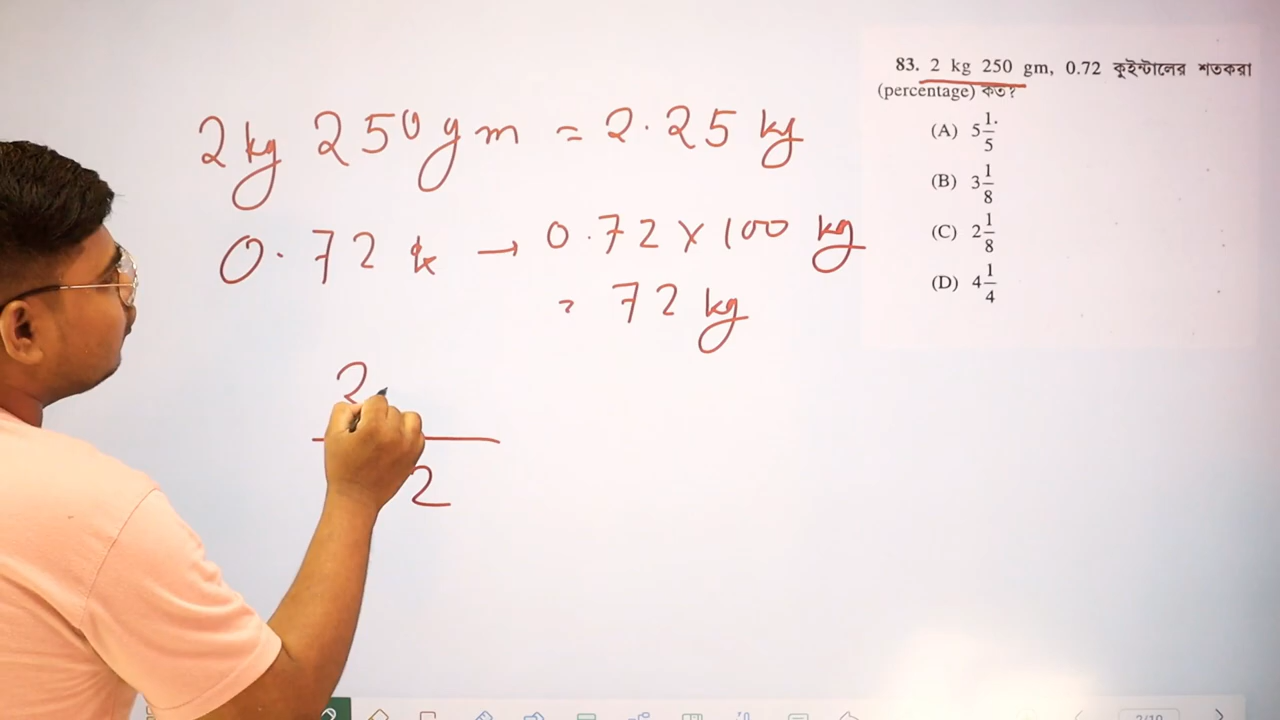 83. 2 kg 250 gm, 0.72 কুইন্টালের শতকরা
(percentage) কত?
(A) 5 1/5
(B) 3 1/8
(C) 2 1/8
(D) 4 1/4
2kg 250gm = 2.25 kg
0.72 → 0.72 x 100 kg
= 72 kg
2
2